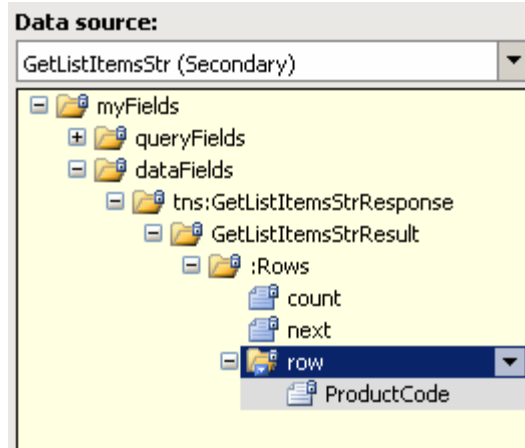 Data source:
GetListItemsStr (Secondary)
myFields
queryFields
dataFields
tns:GetListItemsStrResponse
GetListItemsStrResult
:Rows
count
next
row
ProductCode